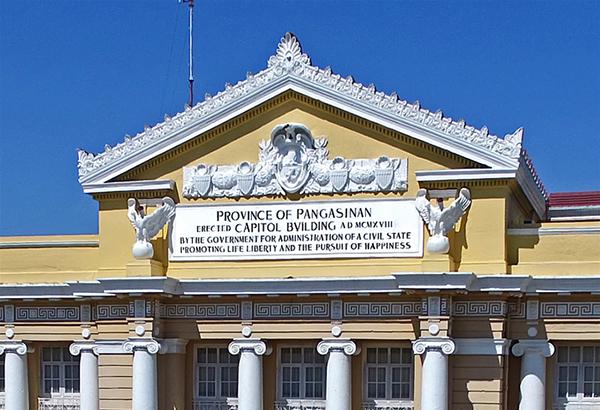 PROVINCE OF PANGASINAN
ERECTED CAPITOL BVILDING A D MCMXVIII
BY THE GOVERNMENT FOR ADMINISTRATION OF A CIVIL STATE
PROMOTING LIFE LIBERTY AND THE PURSUIT OF HAPPINESS